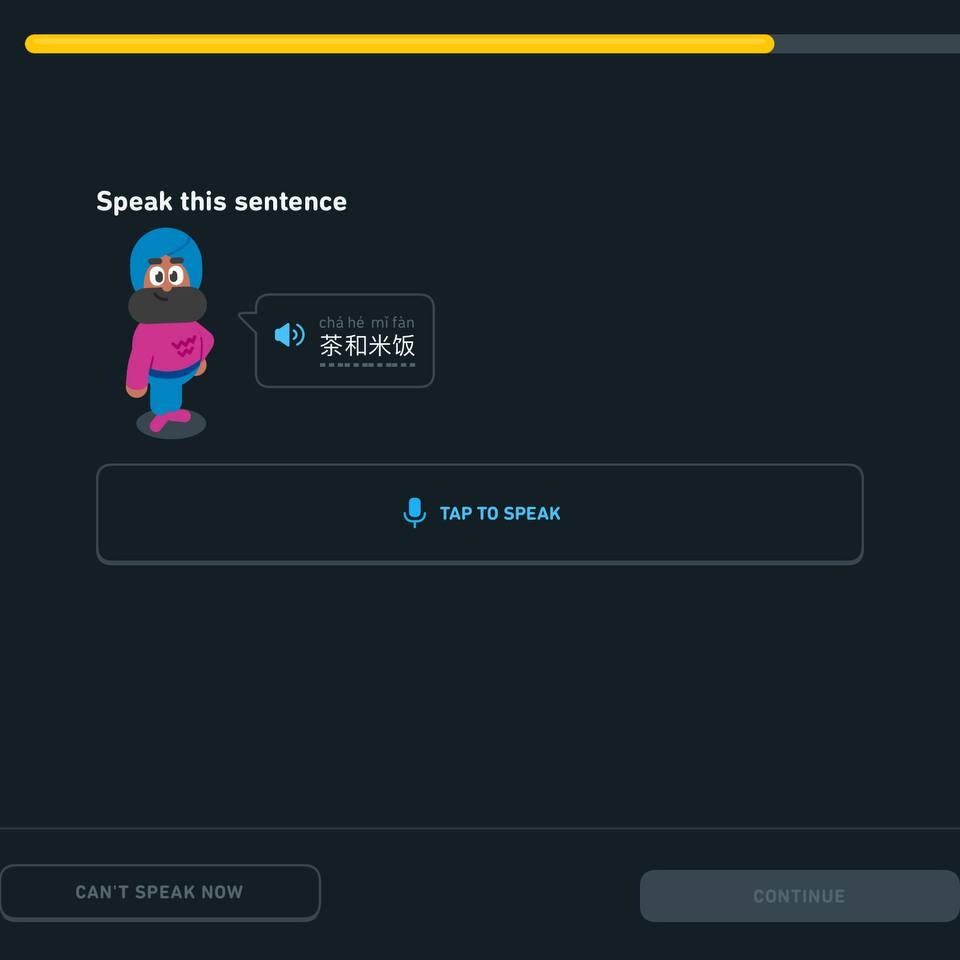 Speak this sentence
chá hé mǐ fàn
茶和米饭
TAP TO SPEAK
CAN'T SPEAK NOW
CONTINUE